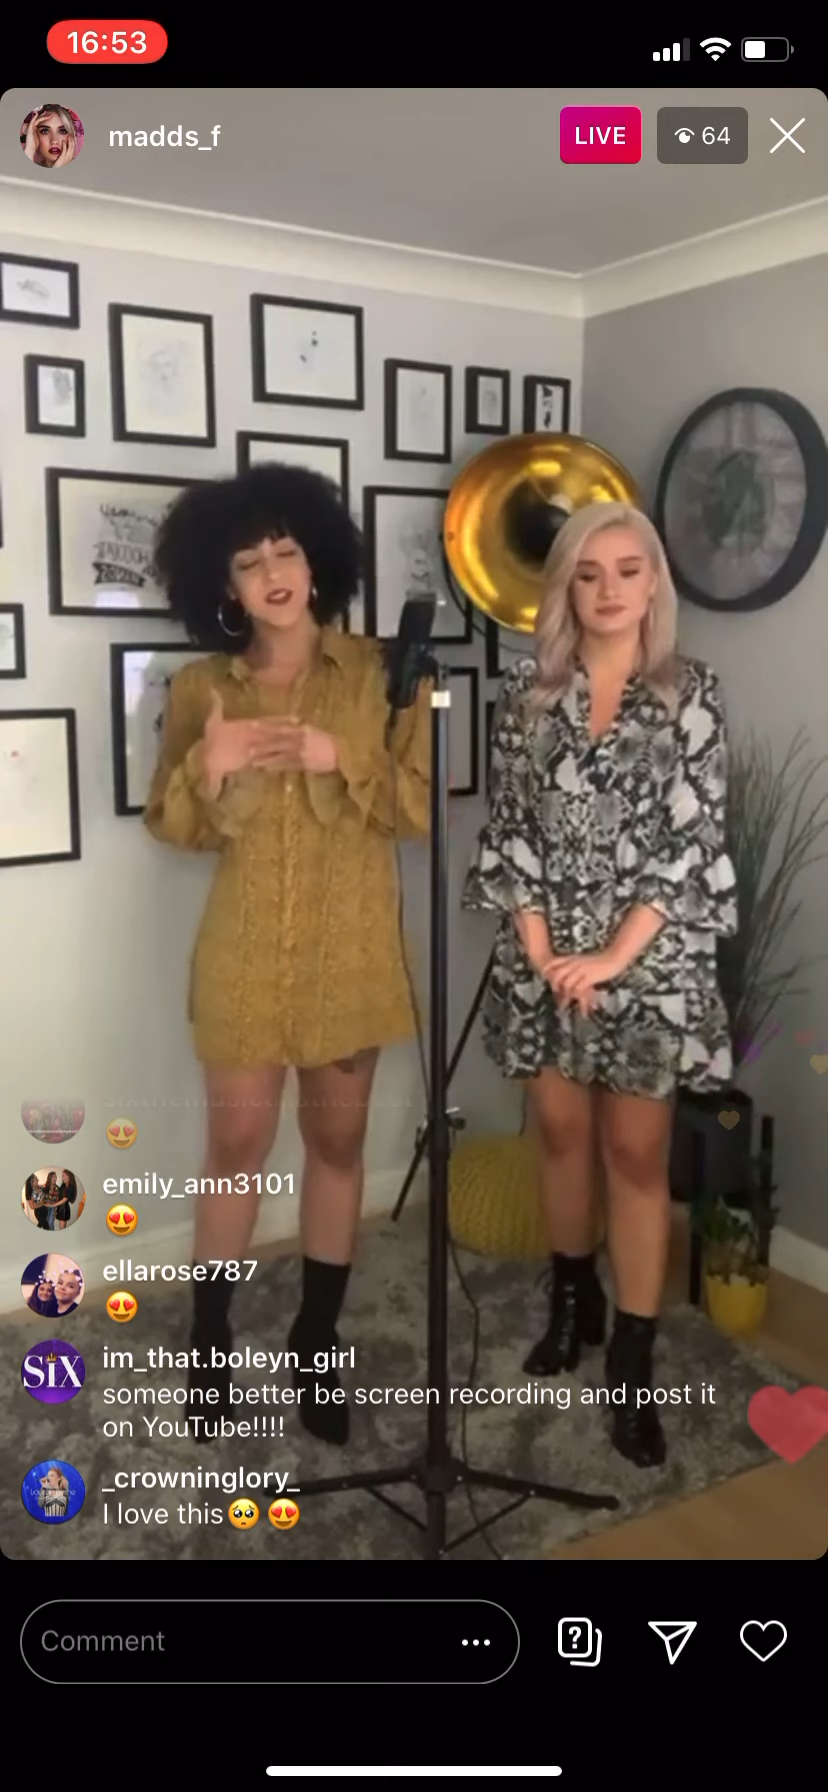 16:53
madds_f
LIVE
64
emily_ann3101
ellarose787
SIX
im_that.boleyn_girl
someone better be screen recording and post it
on YouTube!!!!
_crowninglory_
I love this🥺😍
Comment